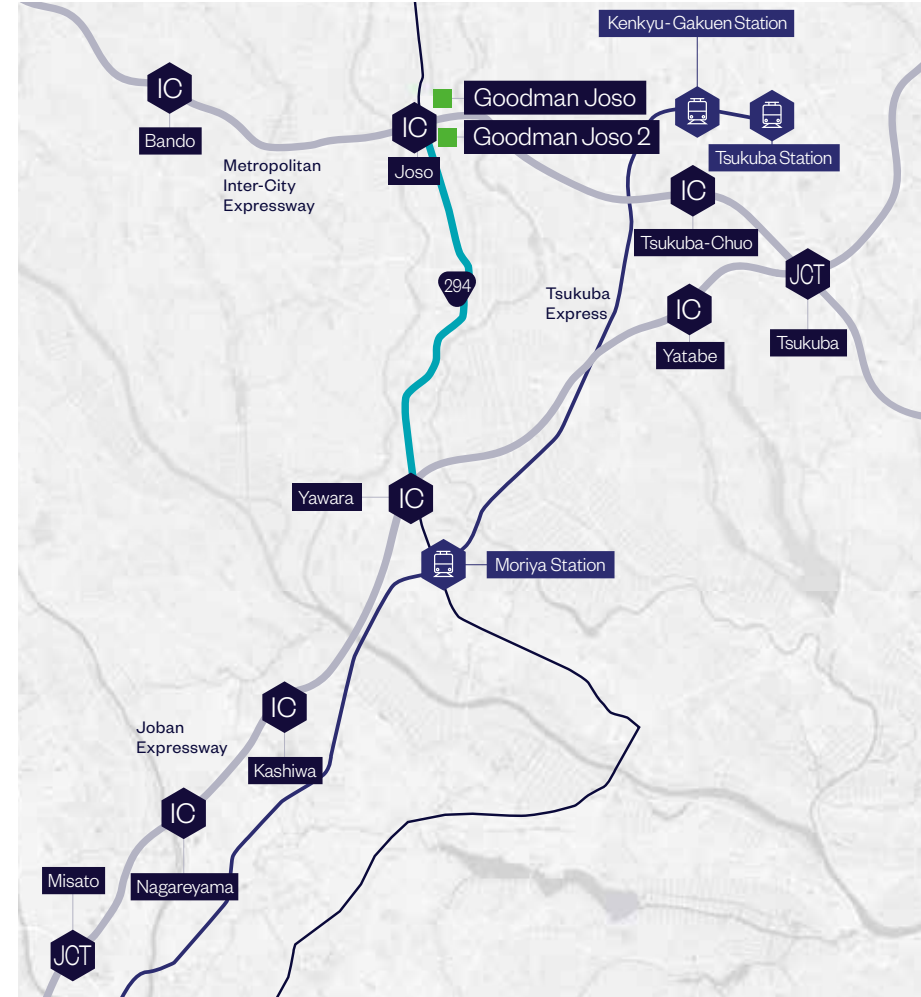 Kenkyu-Gakuen Station
IC
Bando
Goodman Joso
IC
Goodman Joso 2
Joso
Tsukuba Station
Metropolitan
Inter-City
Expressway
IC
Tsukuba-Chuo
JCT
Tsukuba
294
Tsukuba
Express
IC
Yatabe
Yawara
IC
Moriya Station
IC
Kashiwa
Joban
Expressway
IC
Nagareyama
Misato
JCT